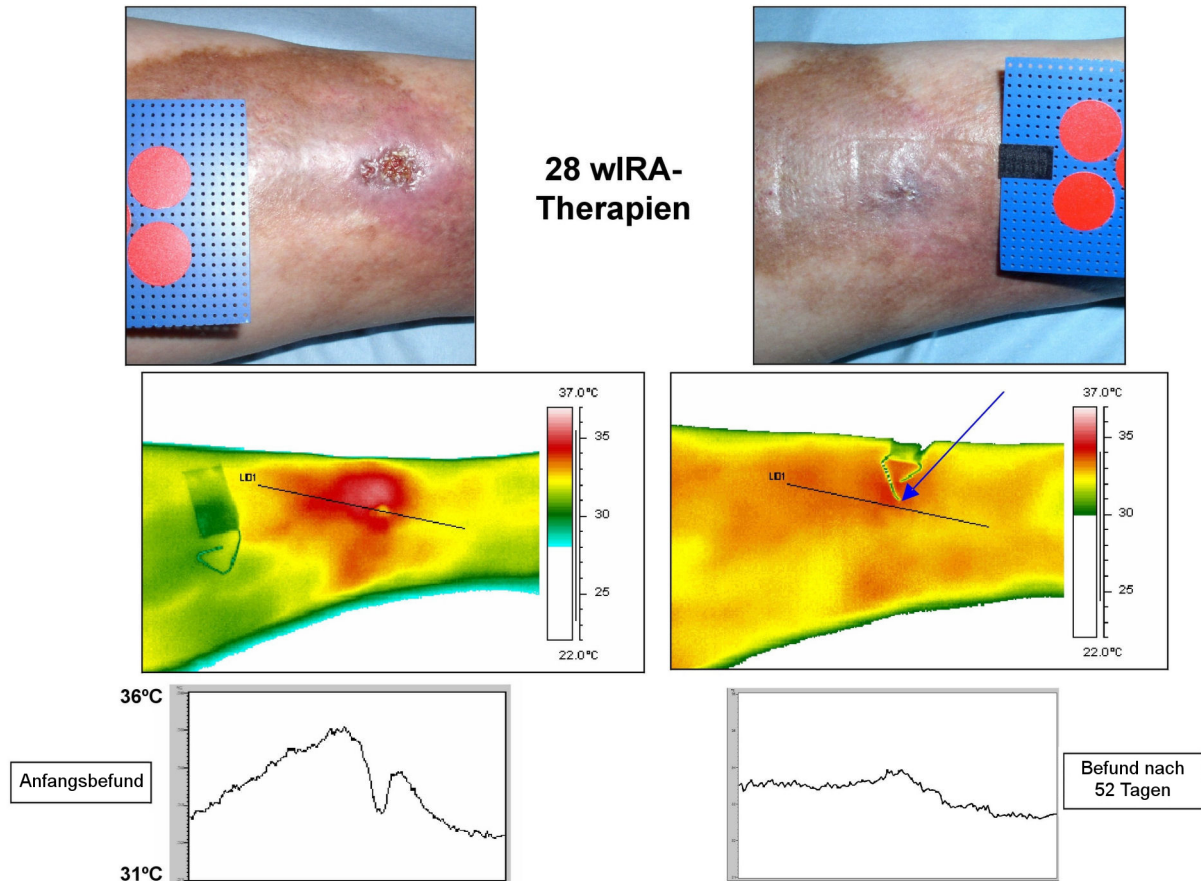 28 wIRA-
Therapien
37.0°C
35
30
25
22.0°C
LI01
37.0°C
35
30
25
22.0°C
LI01
36ºC
31ºC
Anfangsbefund
Befund nach
52 Tagen